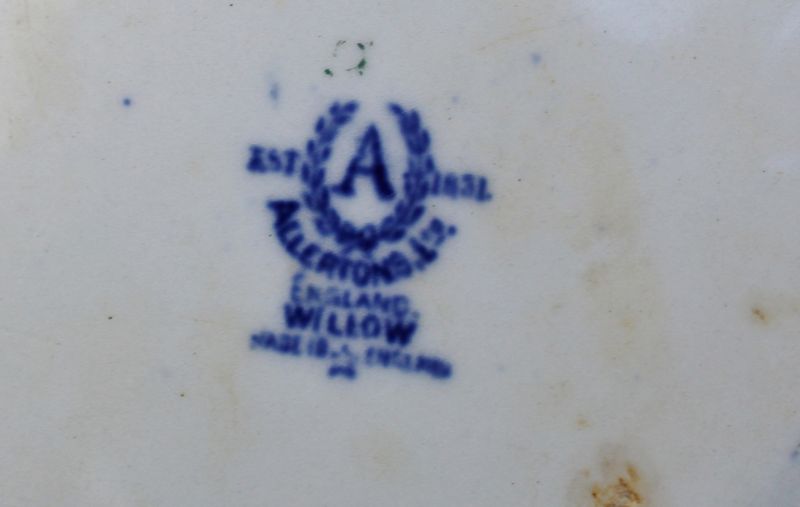 A
EST. 1831.
ALLERTONS, LTD.
ENGLAND.
WILLOW
MADE IN ENGLAND